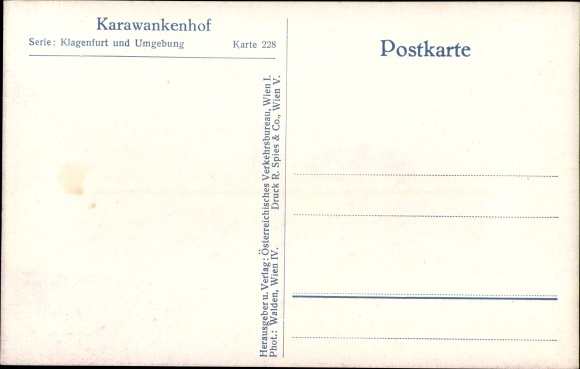 Karawankenhof
Serie: Klagenfurt und Umgebung Karte 228
Postkarte
Herausgeber u. Verlag: Österreichisches Verkehrsbureau, Wien I.
Phot.: Walden, Wien IV. Druck R. Spies & Co., Wien V.